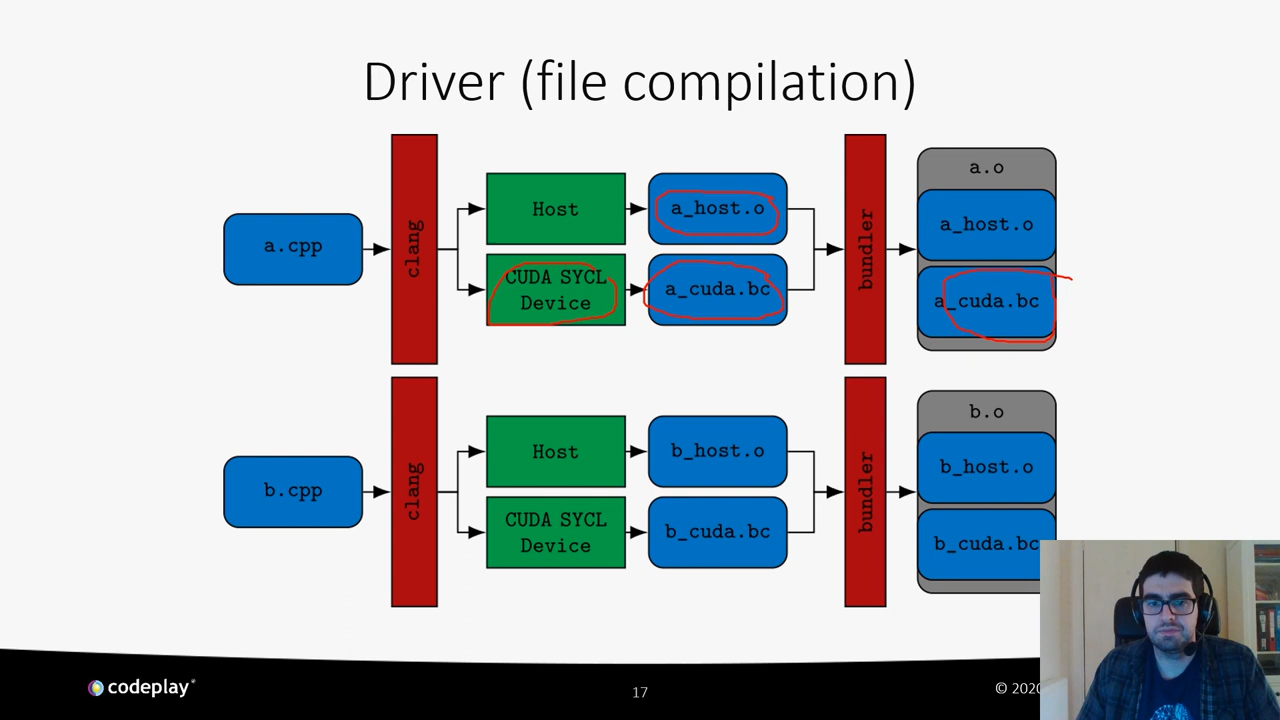 Driver (file compilation)
a.cpp
clang
Host
CUDA SYCL
Device
a_host.o
a_cuda.bc
bundler
a.o
a_host.o
a_cuda.bc
b.cpp
clang
Host
CUDA SYCL
Device
b_host.o
b_cuda.bc
bundler
b.o
b_host.o
b_cuda.bc
codeplay®
17
© 2020